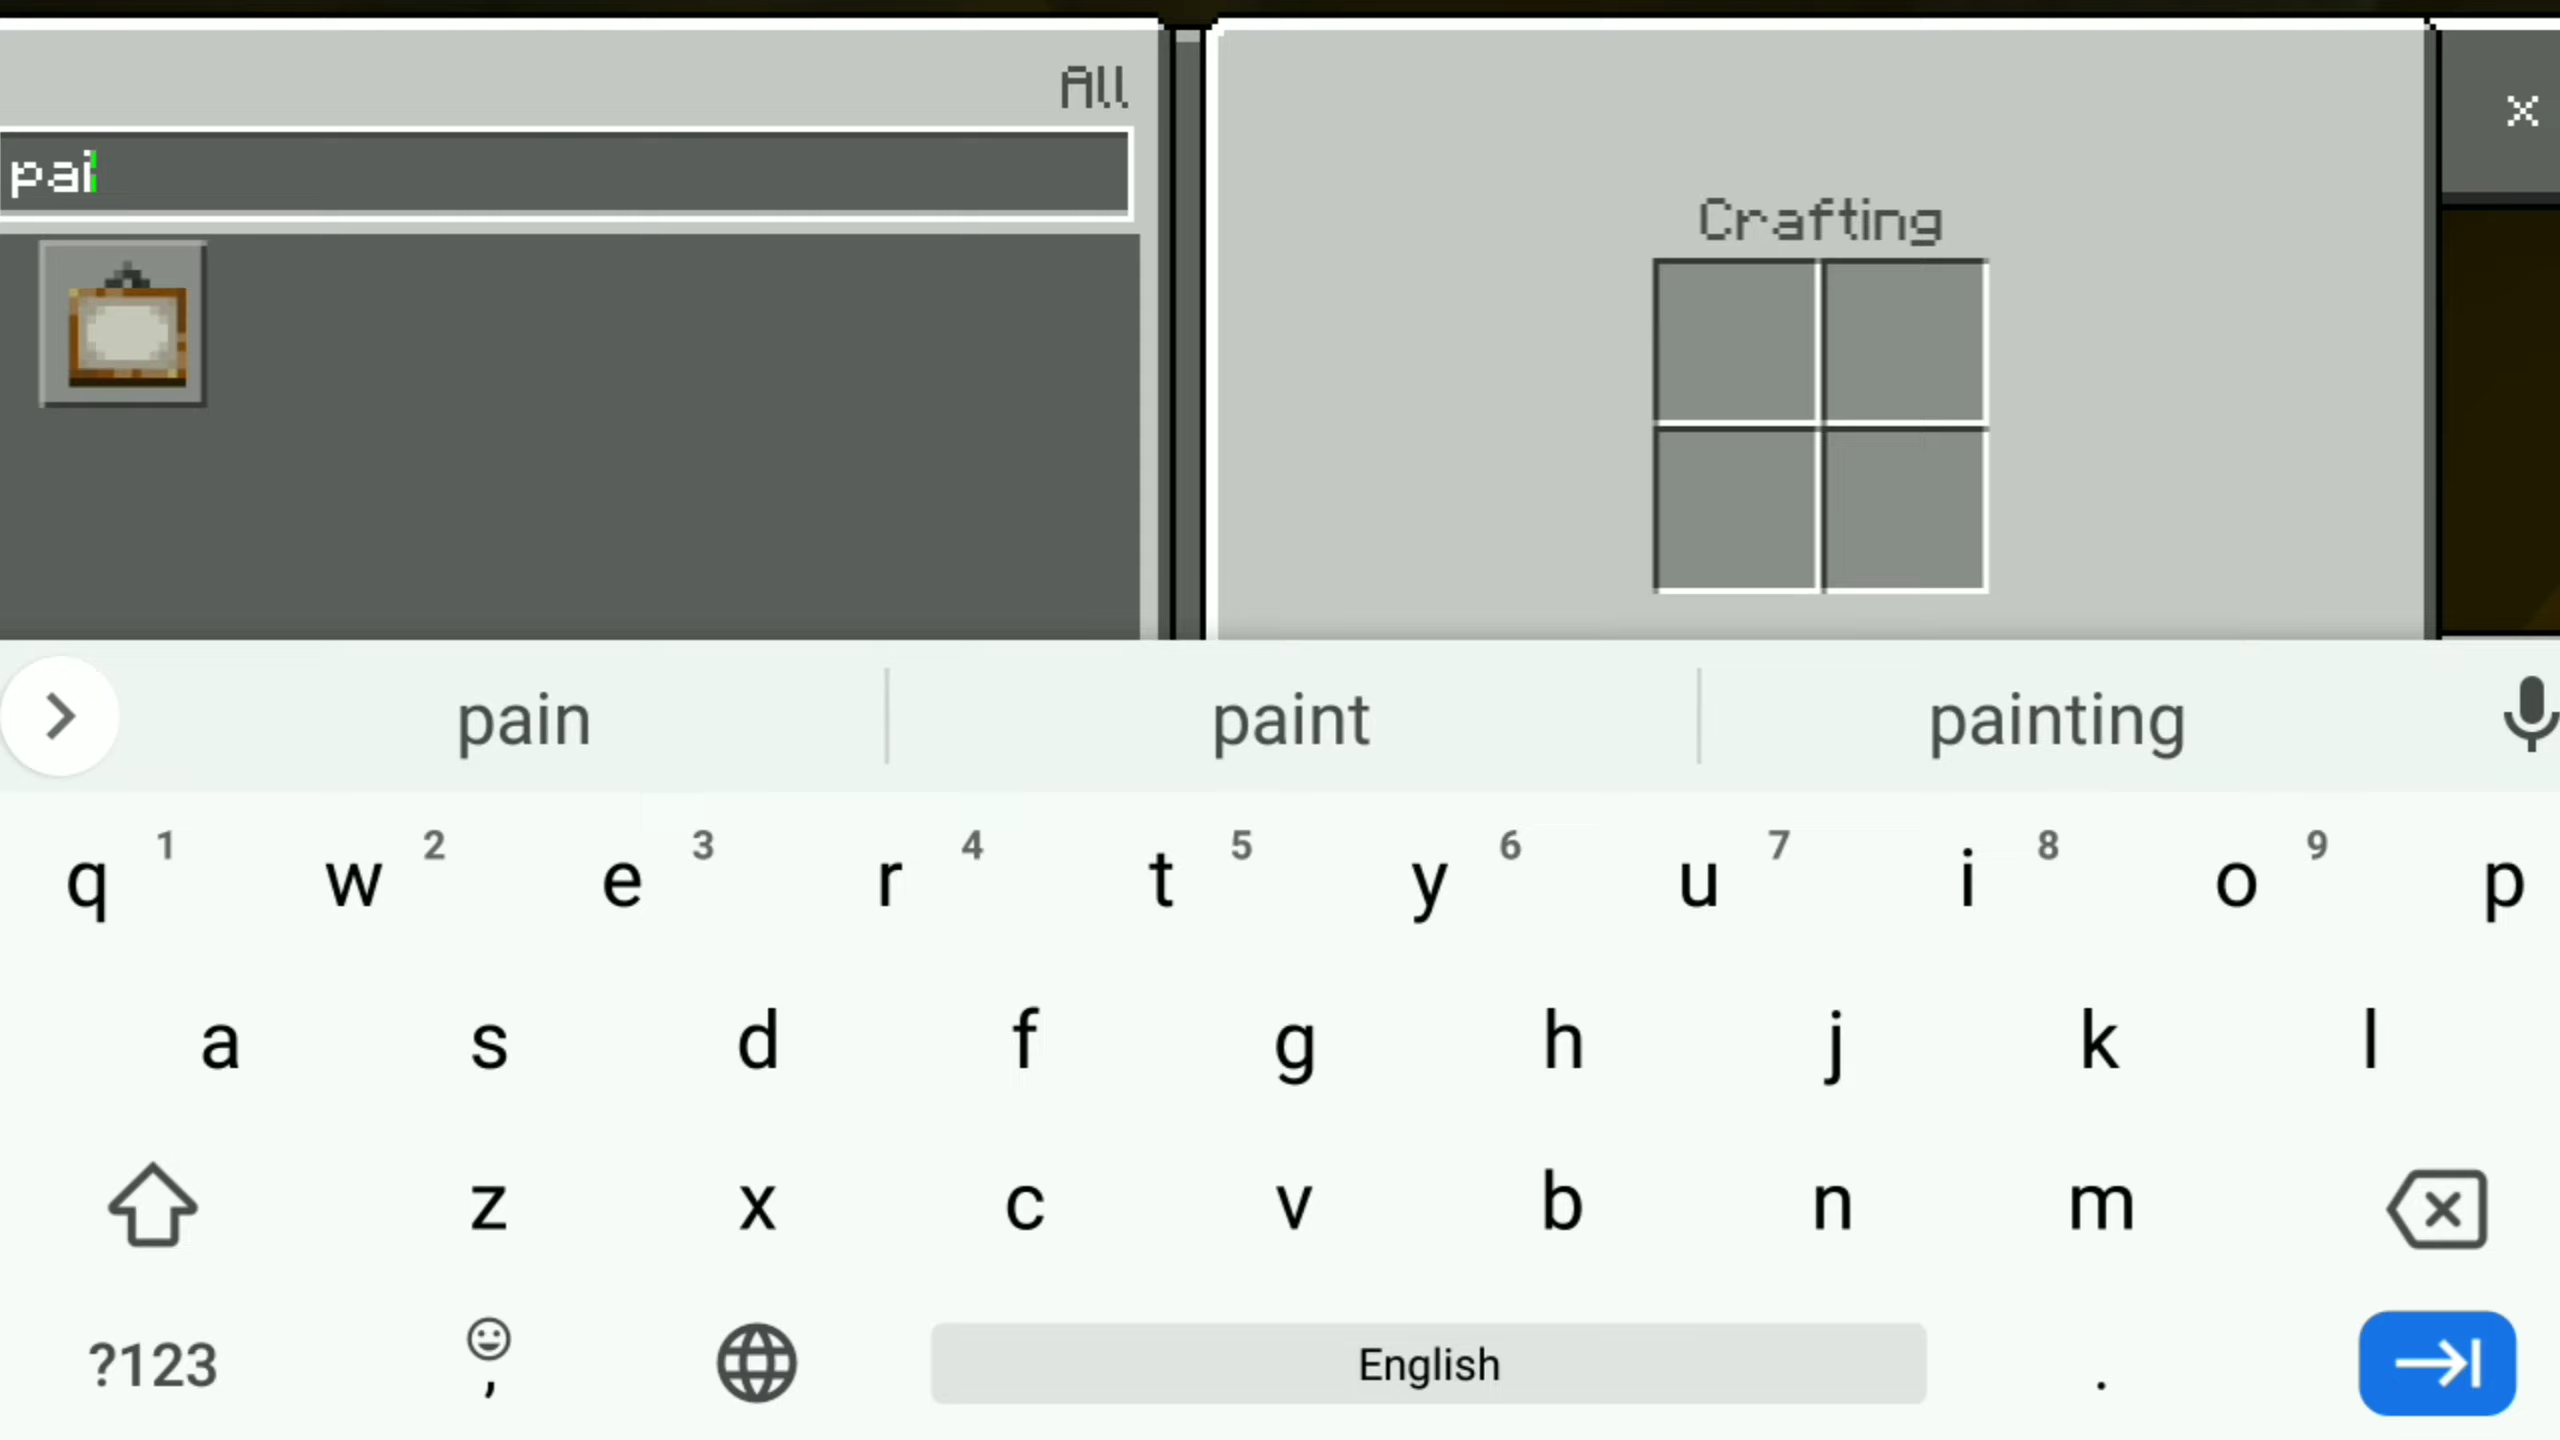 All
pai
Crafting
pain paint painting
q 1 w 2 e 3 r 4 t 5 y 6 u 7 i 8 o 9 p
a s d f g h j k l
z x c v b n m
?123 , English .